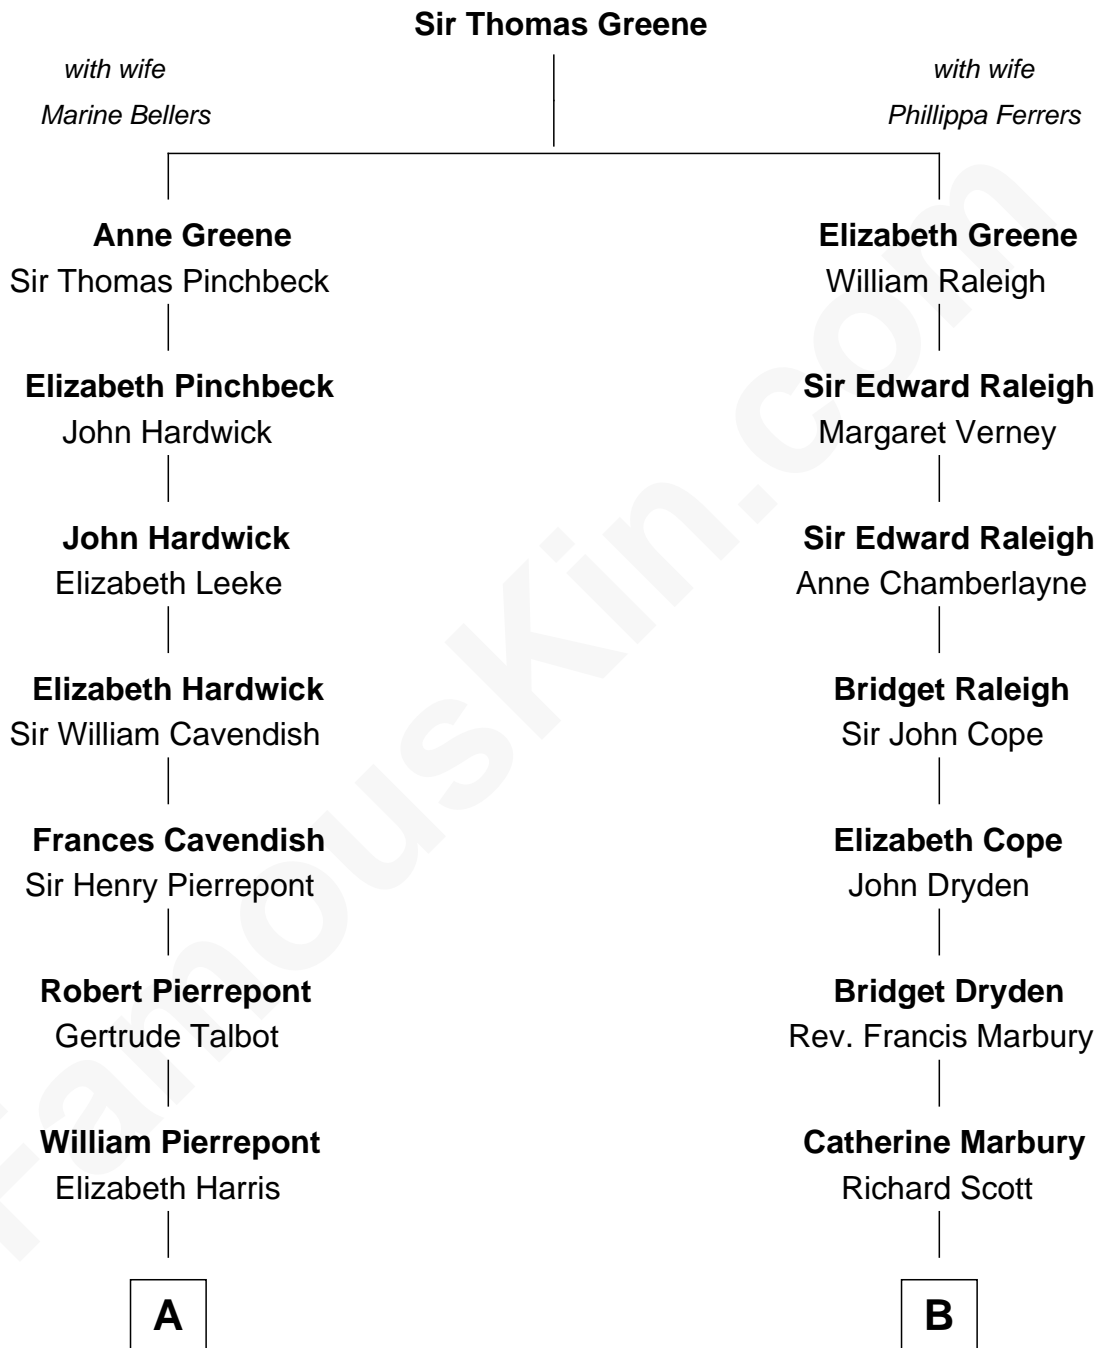 Sir Thomas Greene
with wife
Marine Bellers
with wife
Phillippa Ferrers
Anne Greene
Sir Thomas Pinchbeck
Elizabeth Greene
William Raleigh
Elizabeth Pinchbeck
John Hardwick
Sir Edward Raleigh
Margaret Verney
John Hardwick
Elizabeth Leeke
Sir Edward Raleigh
Anne Chamberlayne
Elizabeth Hardwick
Sir William Cavendish
Bridget Raleigh
Sir John Cope
Frances Cavendish
Sir Henry Pierrepont
Elizabeth Cope
John Dryden
Robert Pierrepont
Gertrude Talbot
Bridget Dryden
Rev. Francis Marbury
William Pierrepont
Elizabeth Harris
Catherine Marbury
Richard Scott
A
B
FamousKin.com